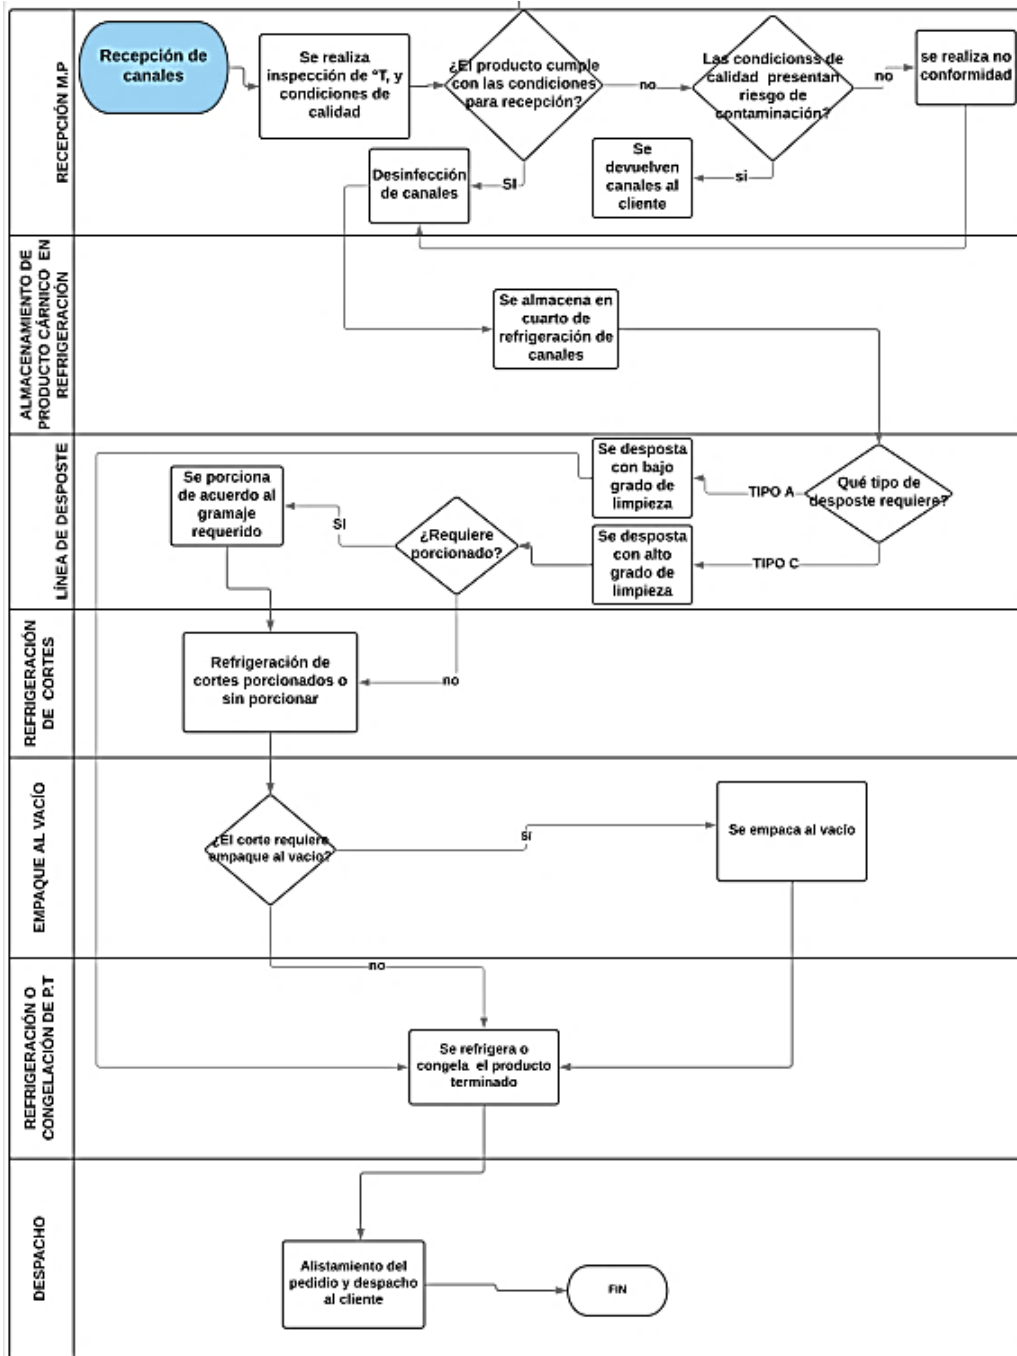 RECEPCIÓN M.P
Recepción de
canales
Se realiza
inspección de °T, y
condiciones de
calidad
¿El producto cumple
con las condiciones
para recepción?
no
Las condicionss de
calidad presentan
riesgo de
contaminación?
no
se realiza no
conformidad
si
Se
devuelven
canales al
cliente
SI
Desinfección
de canales
ALMACENAMIENTO DE
PRODUCTO CÁRNICO EN
REFRIGERACIÓN
Se almacena en
cuarto de
refrigeración de
canales
LÍNEA DE DESPOSTE
Qué tipo de
desposte requiere?
TIPO A
Se desposta
con bajo
grado de
limpieza
TIPO C
Se desposta
con alto
grado de
limpieza
¿Requiere
porcionado?
SI
Se porciona
de acuerdo al
gramaje
requerido
no
REFRIGERACIÓN
DE CORTES
Refrigeración de
cortes porcionados o
sin porcionar
EMPAQUE AL VACÍO
¿El corte requiere
empaque al vacío?
sí
Se empaca al vacío
no
REFRIGERACIÓN O
CONGELACIÓN DE P.T
Se refrigera o
congela el producto
terminado
DESPACHO
Alistamiento del
pedidio y despacho
al cliente
FIN